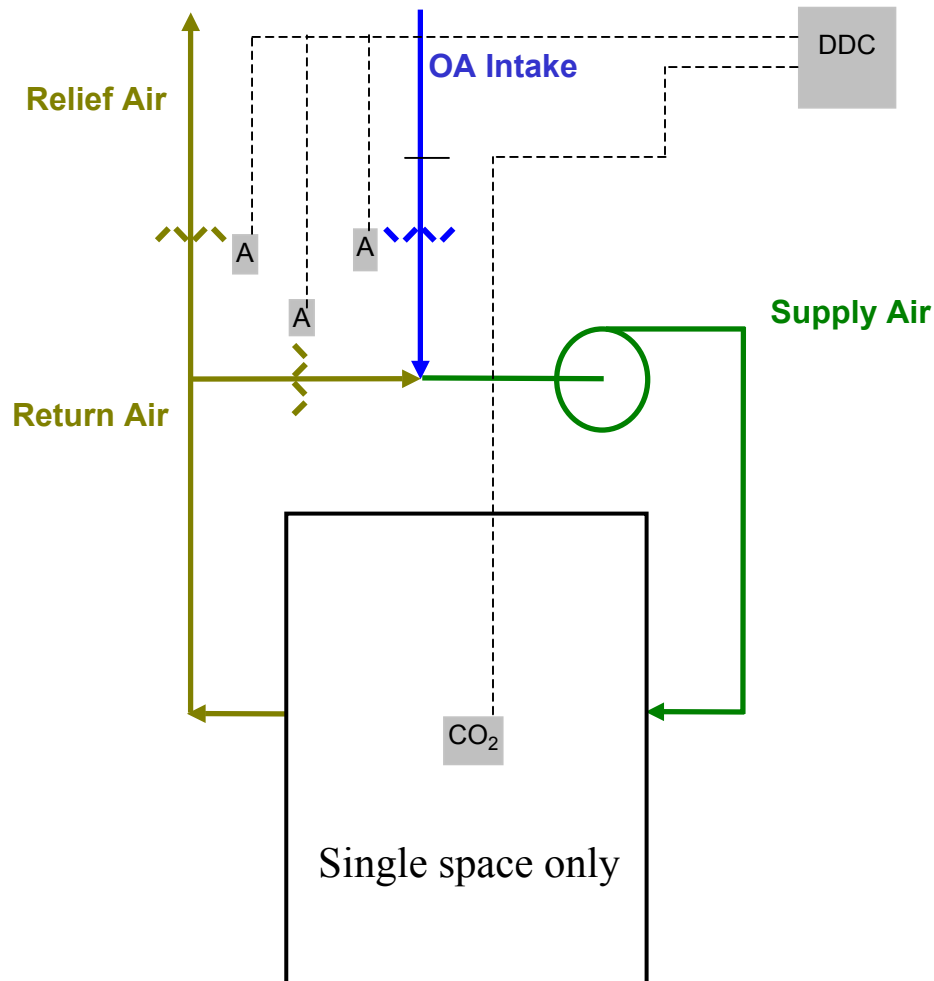 DDC
OA Intake
Relief Air
A
A
A
Supply Air
Return Air
CO₂
Single space only